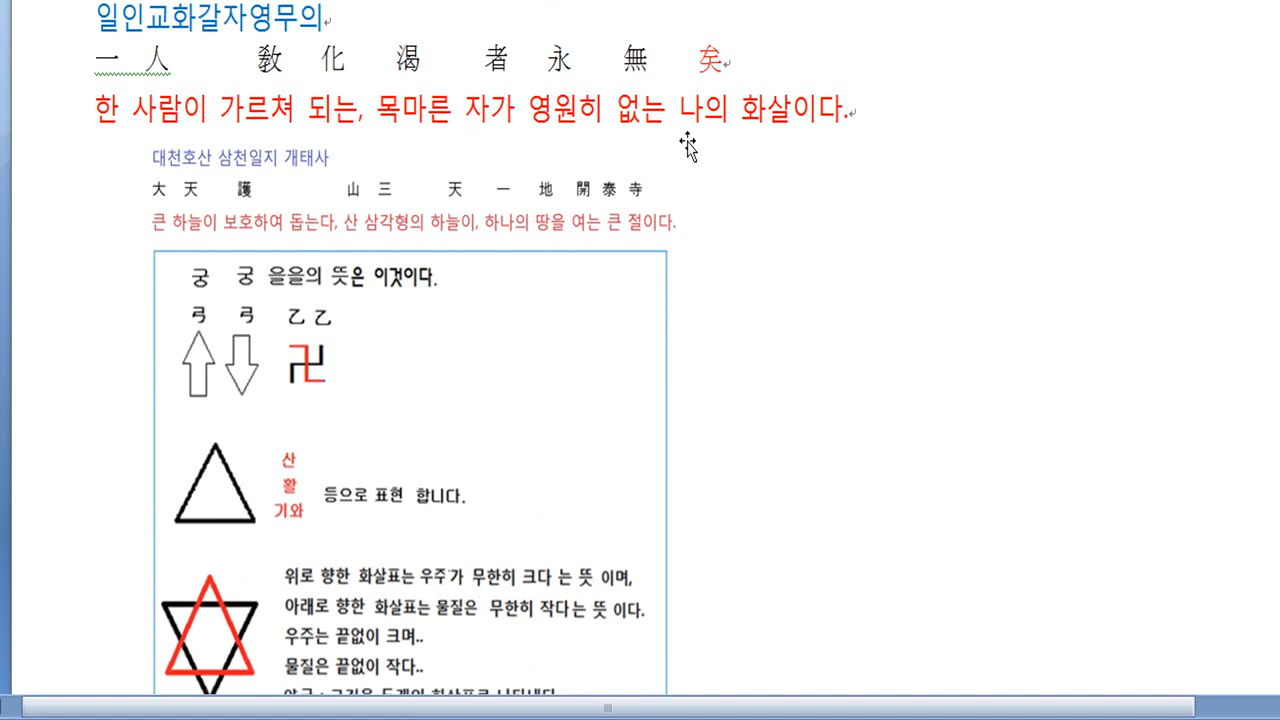 일인교화갈자영무의
一 人 敎 化 渴 者 永 無 矣
한 사람이 가르쳐 되는, 목마른 자가 영원히 없는 나의 화살이다.
대천호산 삼천일지 개태사
大 天 護 山 三 天 一 地 開 泰 寺
큰 하늘이 보호하여 돕는다, 산 삼각형의 하늘이, 하나의 땅을 여는 큰 절이다.
궁 궁 을을의 뜻은 이것이다.
弓 弓 乙 乙
卍
산
활
기와
등으로 표현 합니다.
위로 향한 화살표는 우주가 무한히 크다 는 뜻 이며,
아래로 향한 화살표는 물질은 무한히 작다는 뜻 이다.
우주는 끝없이 크며..
물질은 끝없이 작다..